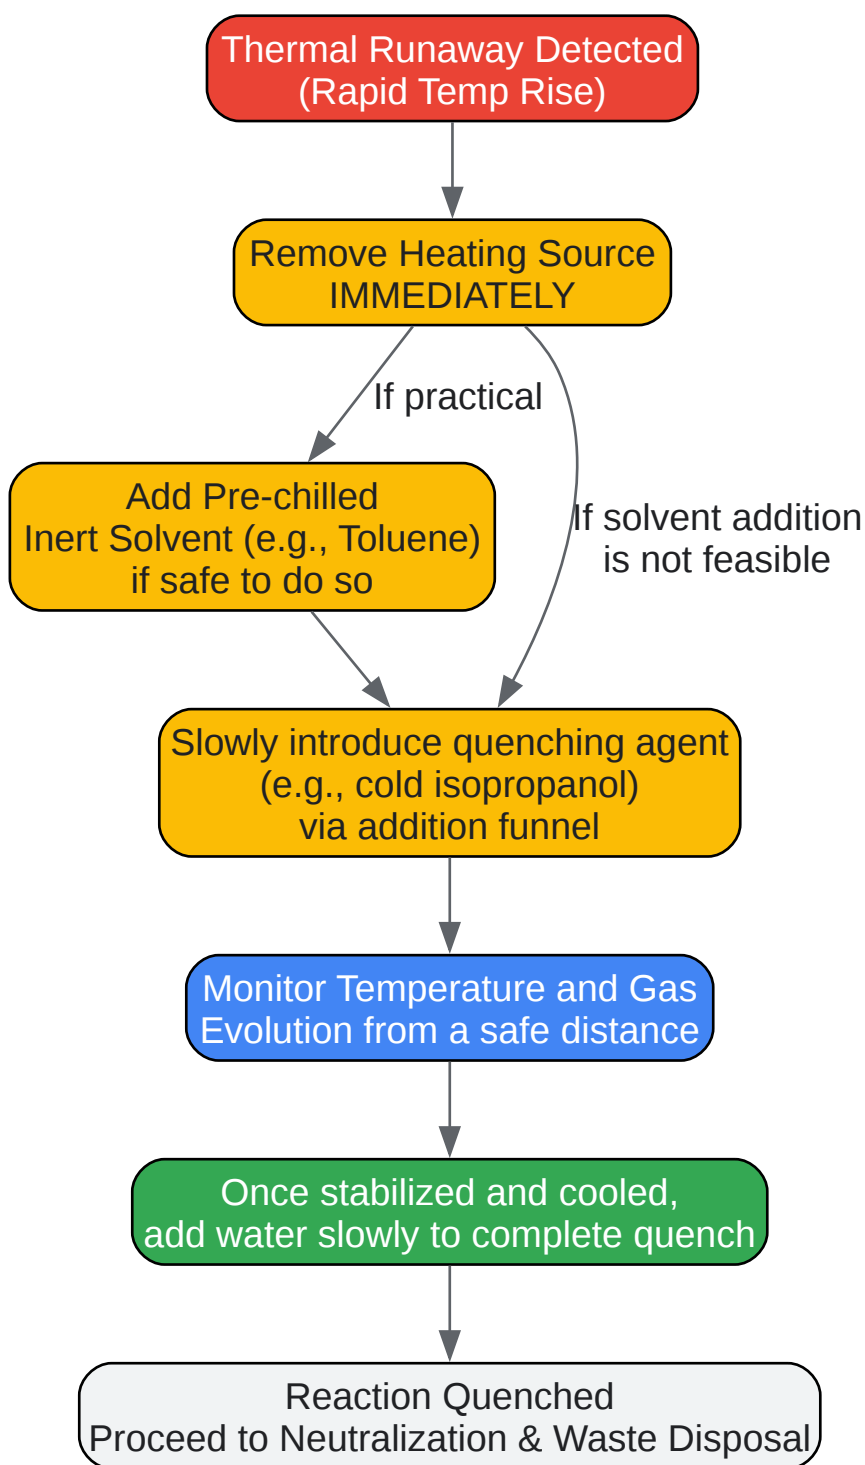 Thermal Runaway Detected
(Rapid Temp Rise)
Remove Heating Source
IMMEDIATELY
If practical
Add Pre-chilled
Inert Solvent (e.g., Toluene)
if safe to do so
If solvent addition
is not feasible
Slowly introduce quenching agent
(e.g., cold isopropanol)
via addition funnel
Monitor Temperature and Gas
Evolution from a safe distance
Once stabilized and cooled,
add water slowly to complete quench
Reaction Quenched
Proceed to Neutralization & Waste Disposal